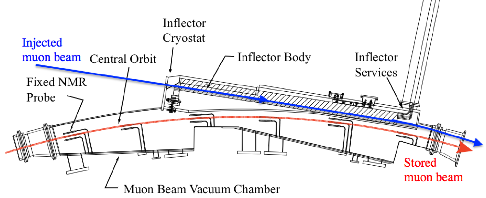 Injected
muon beam
Central Orbit
Fixed NMR
Probe
Inflector
Cryostat
Inflector Body
Inflector
Services
Muon Beam Vacuum Chamber
Stored
muon beam